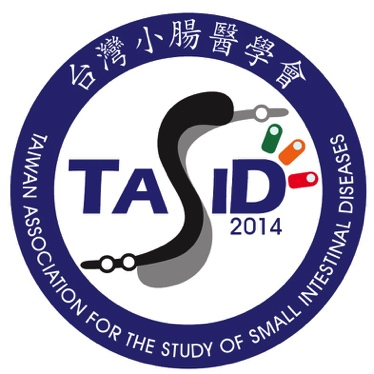 台灣小腸醫學會
TASID
2014
TAIWAN ASSOCIATION FOR THE STUDY OF SMALL INTESTINAL DISEASES